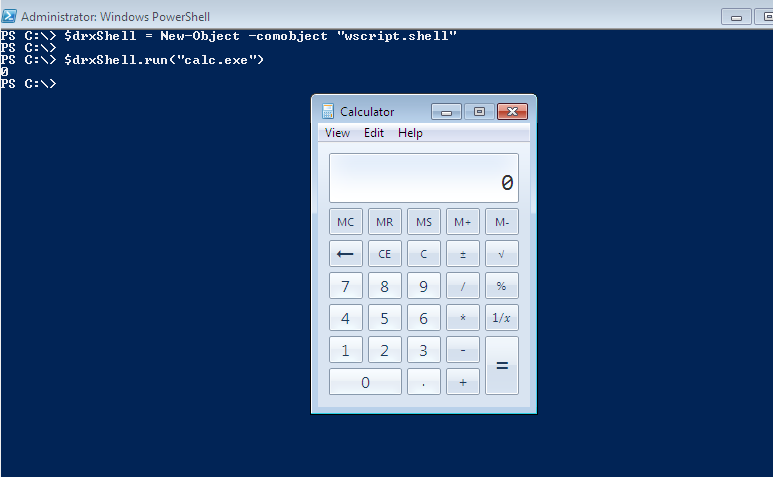 Administrator: Windows PowerShell
PS C:\> $drxShell = New-Object -comobject "wscript.shell"
PS C:\>
PS C:\> $drxShell.run("calc.exe")
0
PS C:\>
Calculator
View Edit Help
0
MC MR MS M+ M-
← CE C ± √
7 8 9 / %
4 5 6 * 1/x
1 2 3 - =
0 . +